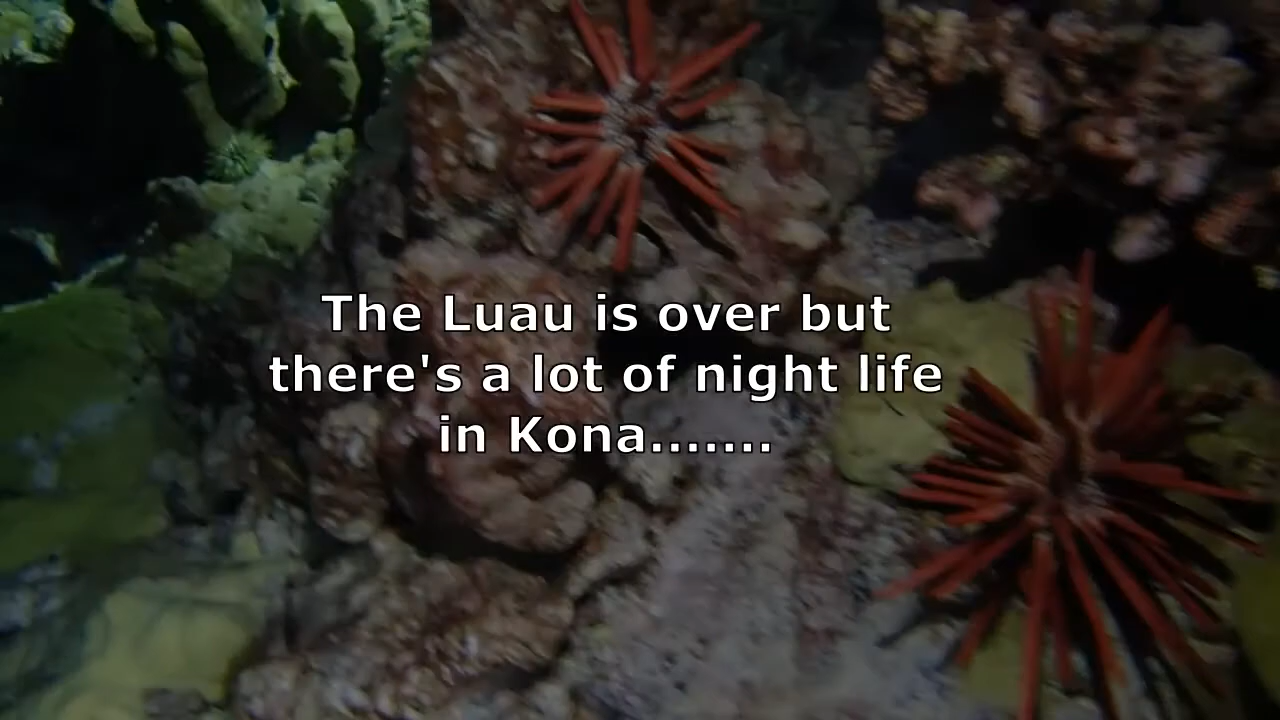 The Luau is over but
there's a lot of night life
in Kona.......